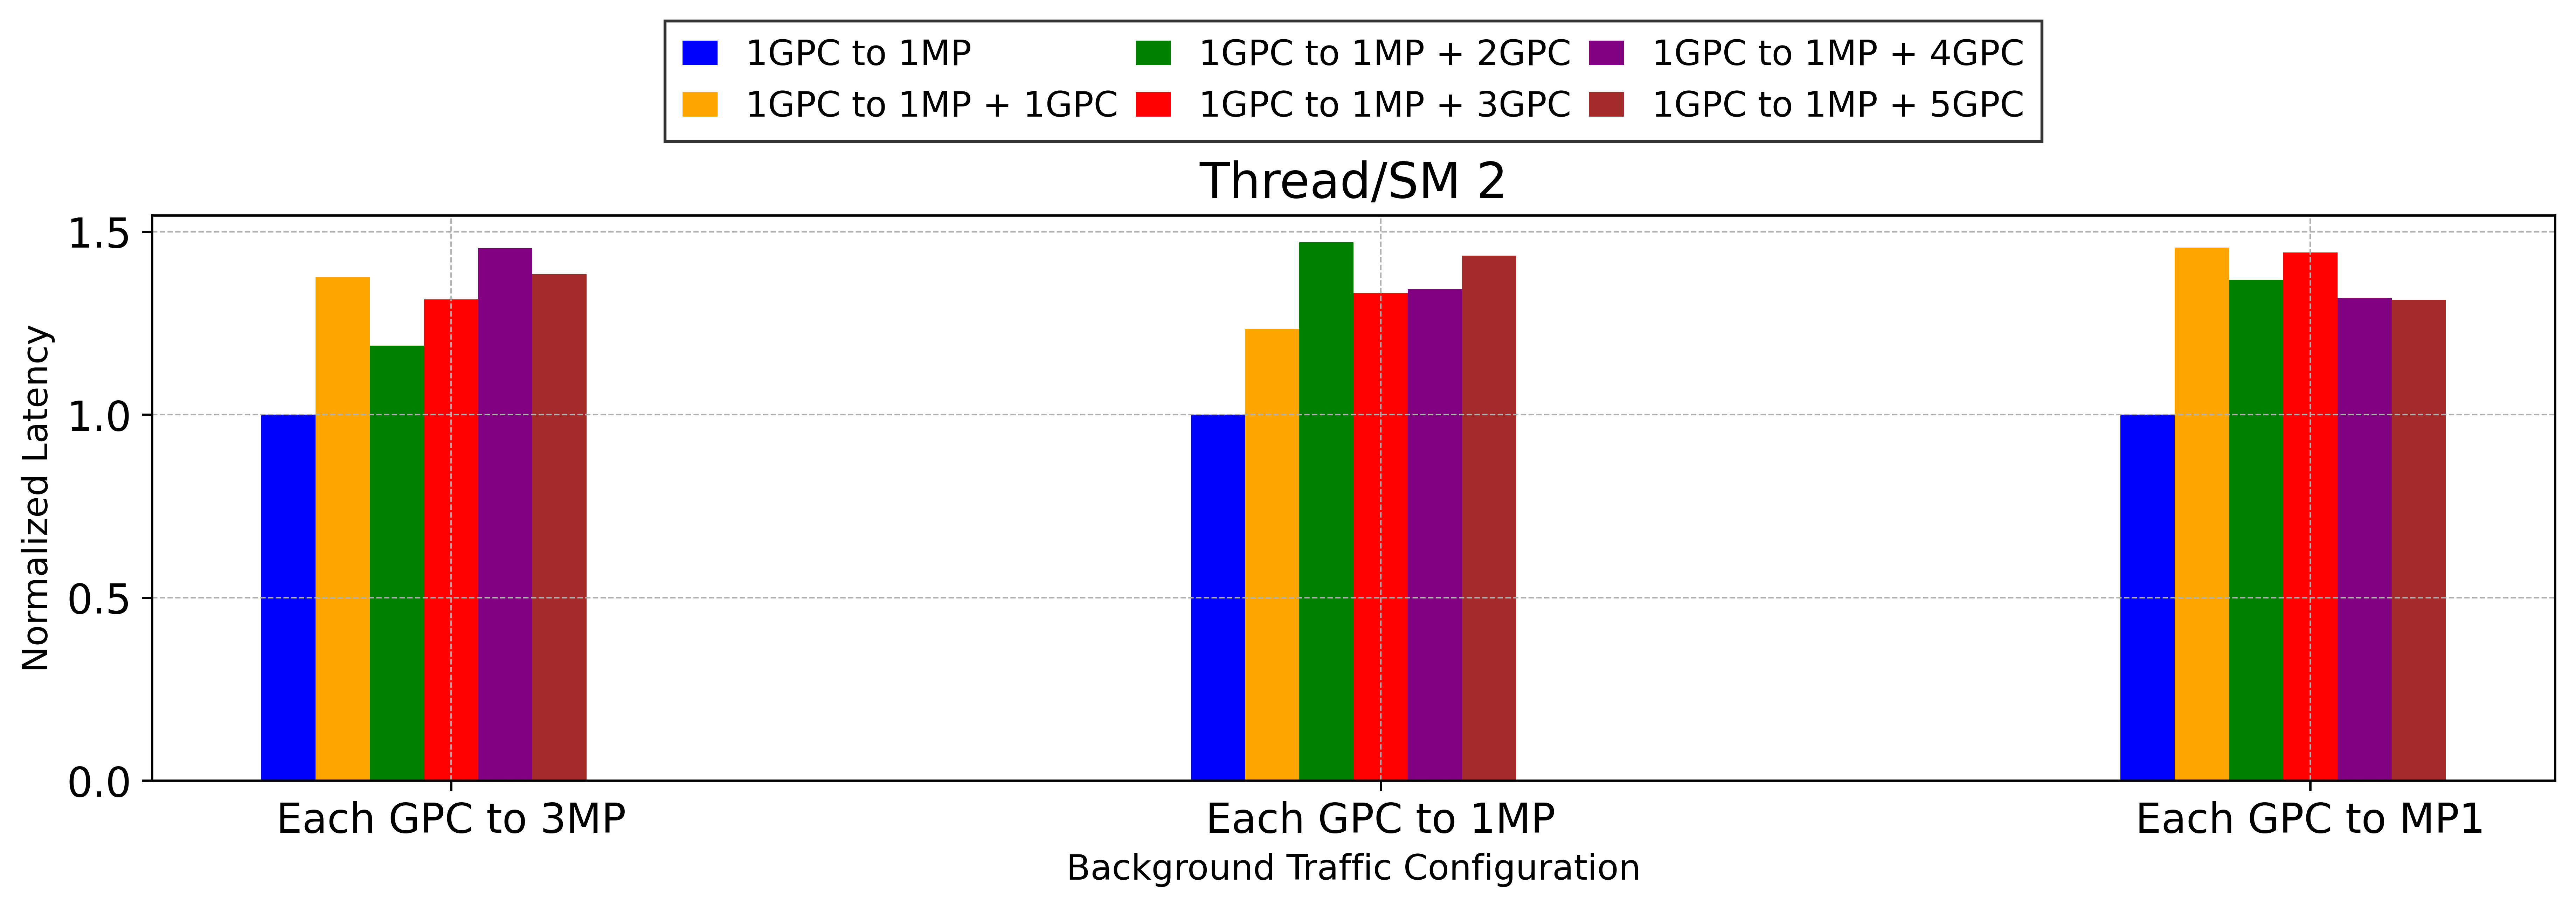 1GPC to 1MP
1GPC to 1MP + 1GPC
1GPC to 1MP + 2GPC
1GPC to 1MP + 3GPC
1GPC to 1MP + 4GPC
1GPC to 1MP + 5GPC
Thread/SM 2
Normalized Latency
1.5
1.0
0.5
0.0
Each GPC to 3MP
Each GPC to 1MP
Each GPC to MP1
Background Traffic Configuration